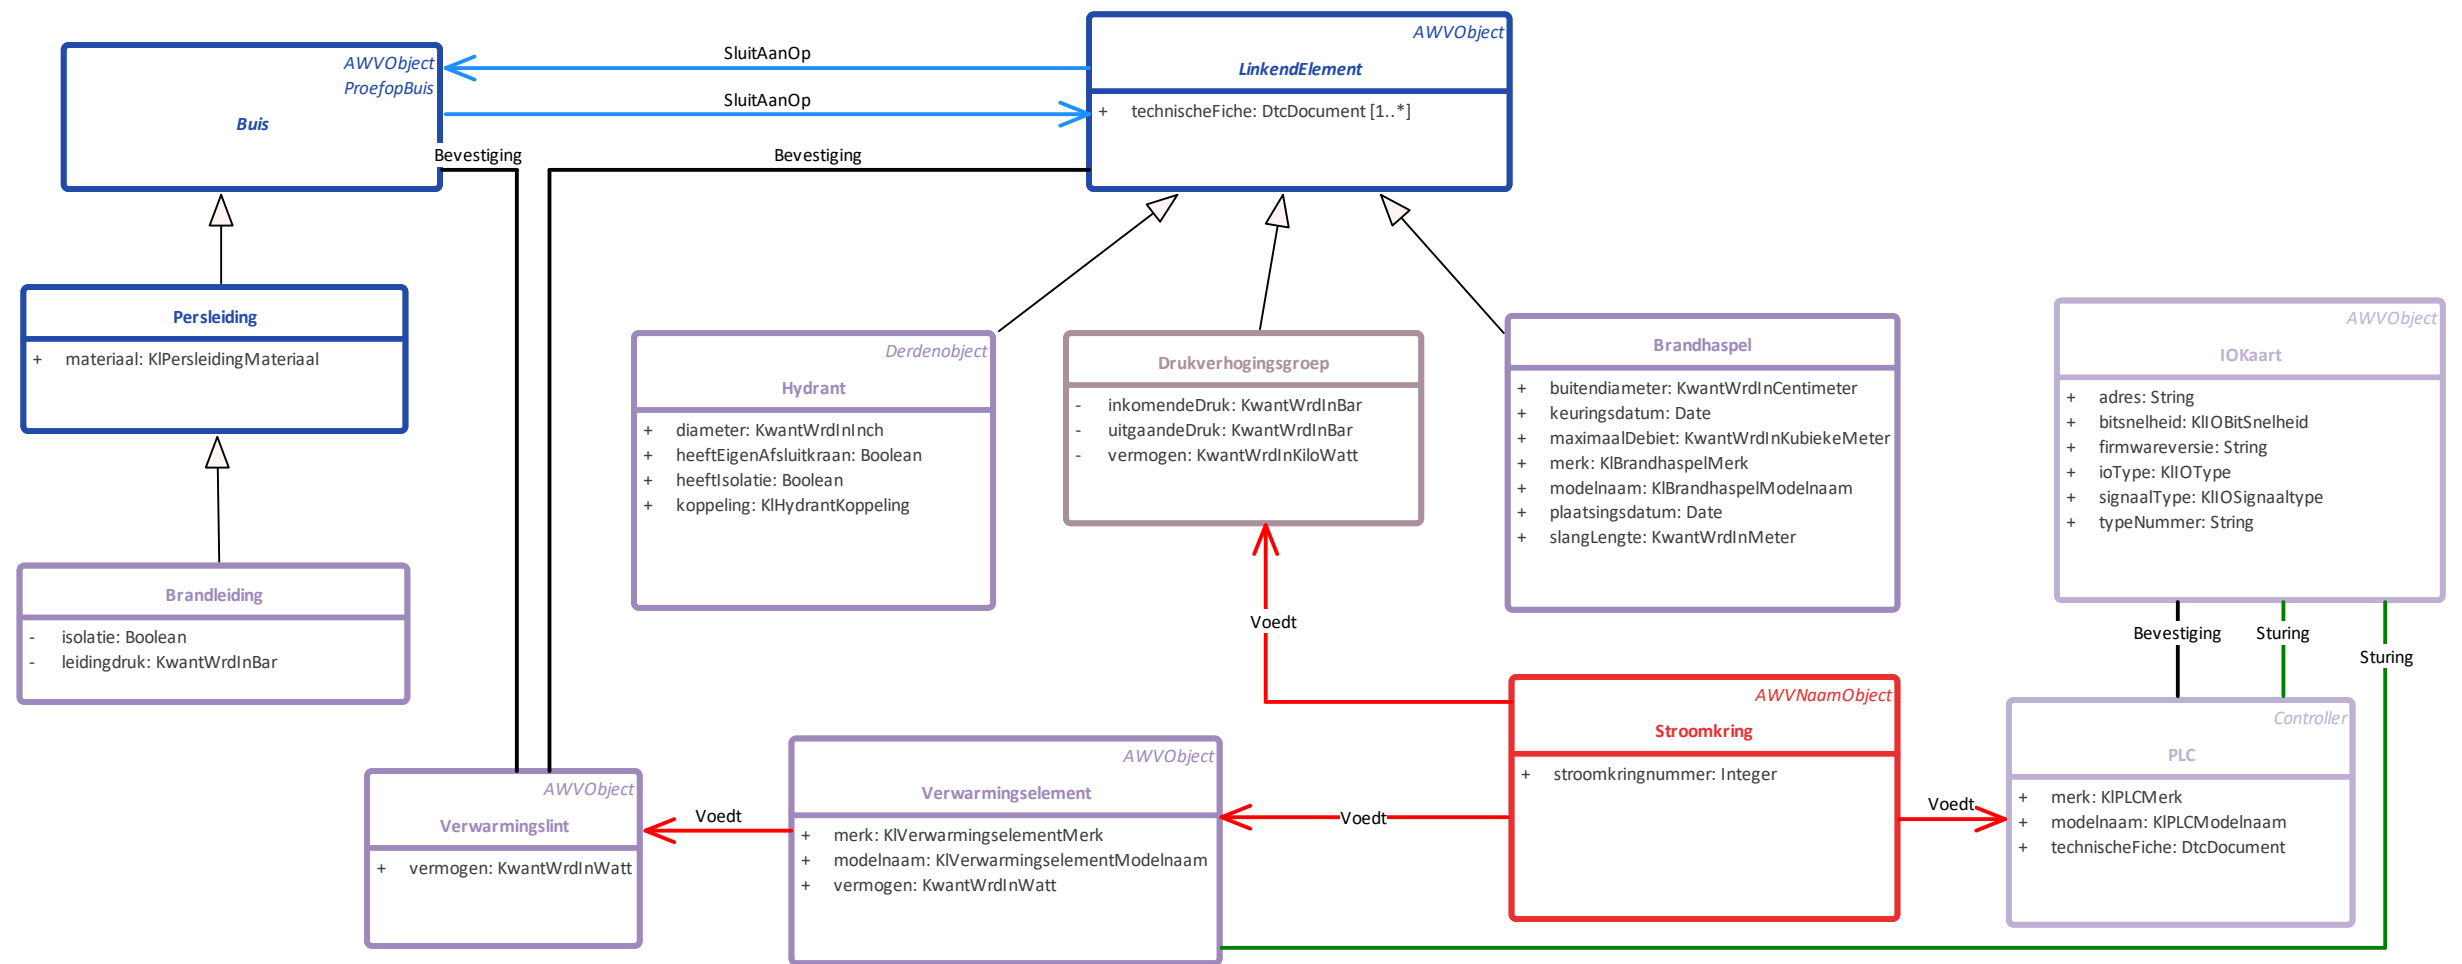 AWVObject
ProefopBuis
Buis
SluitAanOp
SluitAanOp
Bevestiging
Bevestiging
AWVObject
LinkendElement
+ technischeFiche: DtcDocument [1..*]
Persleiding
+ materiaal: KlPersleidingMateriaal
Derdenobject
Hydrant
+ diameter: KwantWrdInInch
+ heeftEigenAfsluitkraan: Boolean
+ heeftIsolatie: Boolean
+ koppeling: KlHydrantKoppeling
Drukverhogingsgroep
- inkomendeDruk: KwantWrdInBar
- uitgaandeDruk: KwantWrdInBar
- vermogen: KwantWrdInKiloWatt
Brandhaspel
+ buitendiameter: KwantWrdInCentimeter
+ keuringsdatum: Date
+ maximaalDebiet: KwantWrdInKubiekeMeter
+ merk: KlBrandhaspelMerk
+ modelnaam: KlBrandhaspelModelnaam
+ plaatsingsdatum: Date
+ slangLengte: KwantWrdInMeter
AWVObject
IOKaart
+ adres: String
+ bitsnelheid: KlIOBitSnelheid
+ firmwareversie: String
+ ioType: KlIOType
+ signaalType: KlIOSignaaltype
+ typeNummer: String
Brandleiding
- isolatie: Boolean
- leidingdruk: KwantWrdInBar
Voedt
Bevestiging
Sturing
Sturing
AWVObject
Verwarmingslint
+ vermogen: KwantWrdInWatt
Voedt
AWVObject
Verwarmingselement
+ merk: KlVerwarmingselementMerk
+ modelnaam: KlVerwarmingselementModelnaam
+ vermogen: KwantWrdInWatt
Voedt
AWVNaamObject
Stroomkring
+ stroomkringnummer: Integer
Voedt
Controller
PLC
+ merk: KlPLCMerk
+ modelnaam: KlPLCModelnaam
+ technischeFiche: DtcDocument